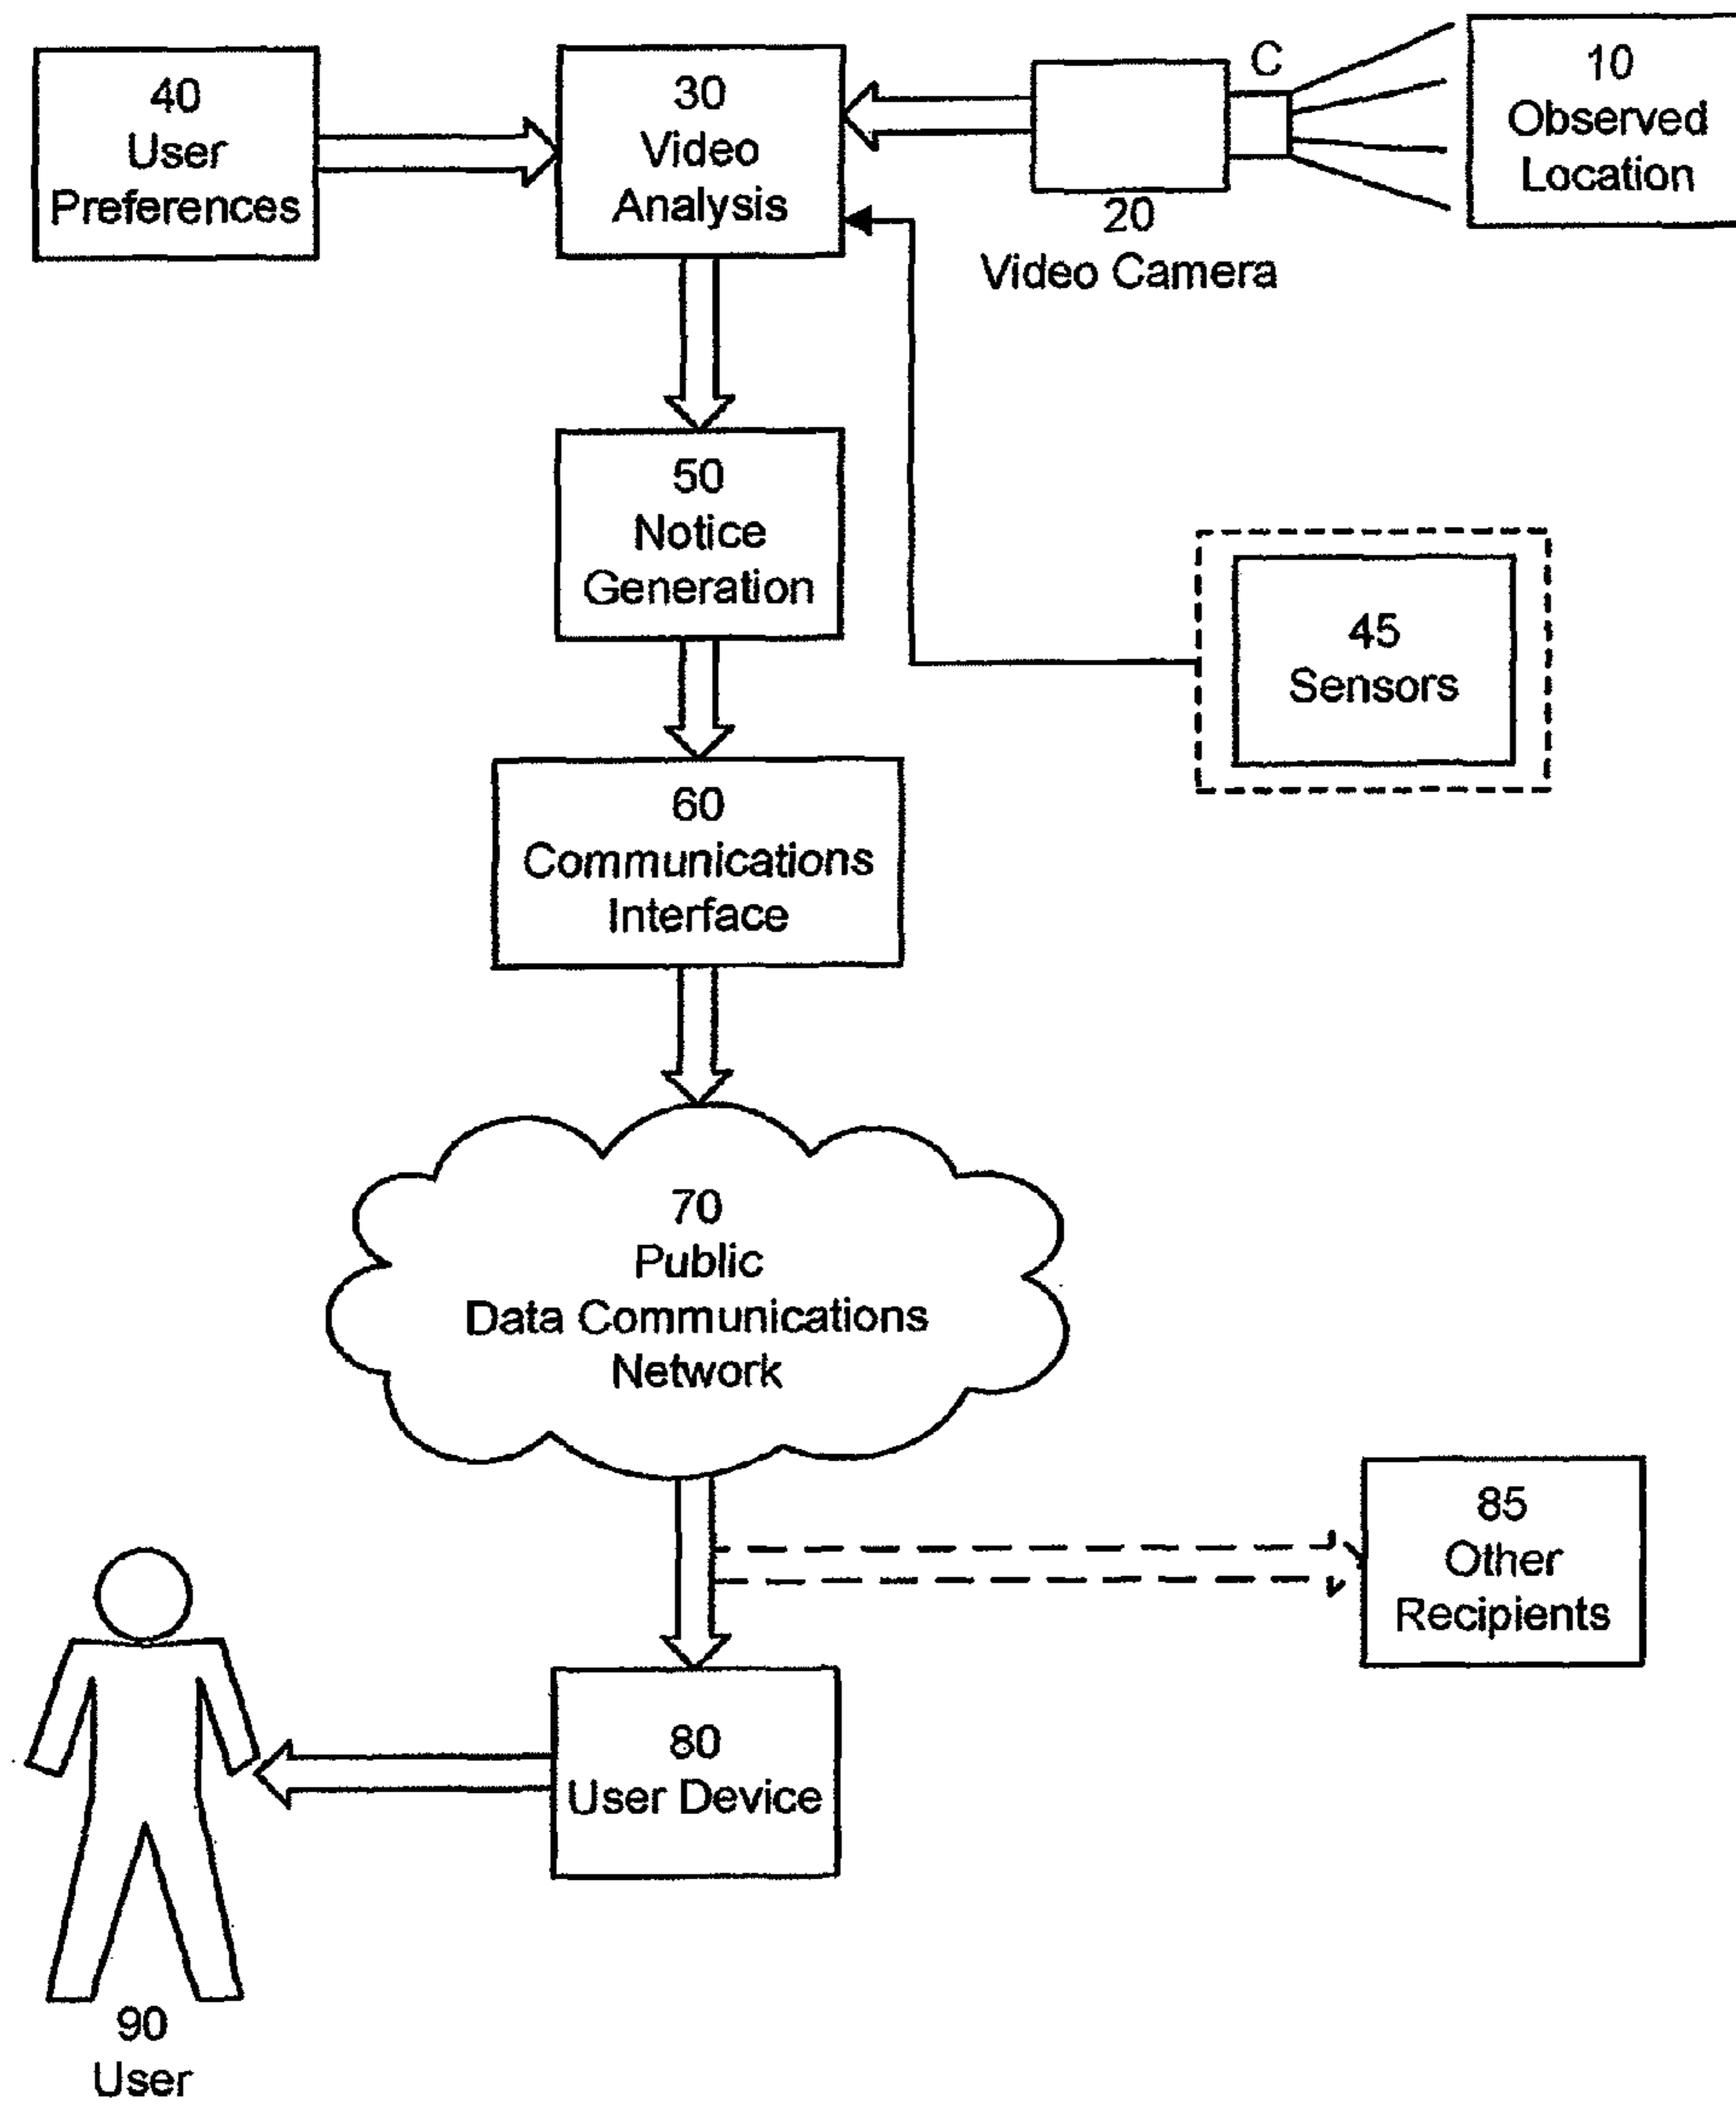 40
User
Preferences
30
Video
Analysis
C
20
Video Camera
10
Observed
Location
50
Notice
Generation
45
Sensors
60
Communications
Interface
70
Public
Data Communications
Network
85
Other
Recipients
80
User Device
90
User